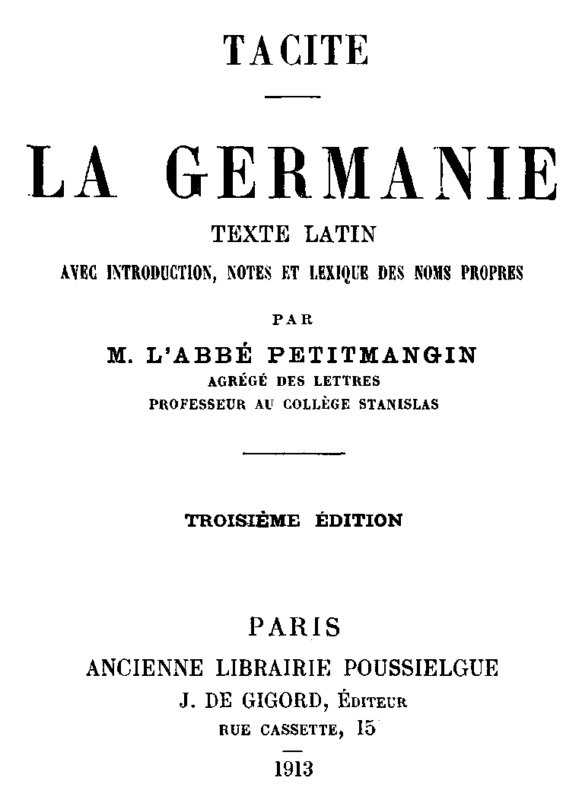 TACITE
LA GERMANIE
TEXTE LATIN
AVEC INTRODUCTION, NOTES ET LEXIQUE DES NOMS PROPRES
PAR
M. L'ABBÉ PETITMANGIN
AGRÉGÉ DES LETTRES
PROFESSEUR AU COLLÈGE STANISLAS
TROISIÈME ÉDITION
PARIS
ANCIENNE LIBRAIRIE POUSSIELGUE
J. DE GIGORD, ÉDITEUR
RUE CASSETTE, 15
1913